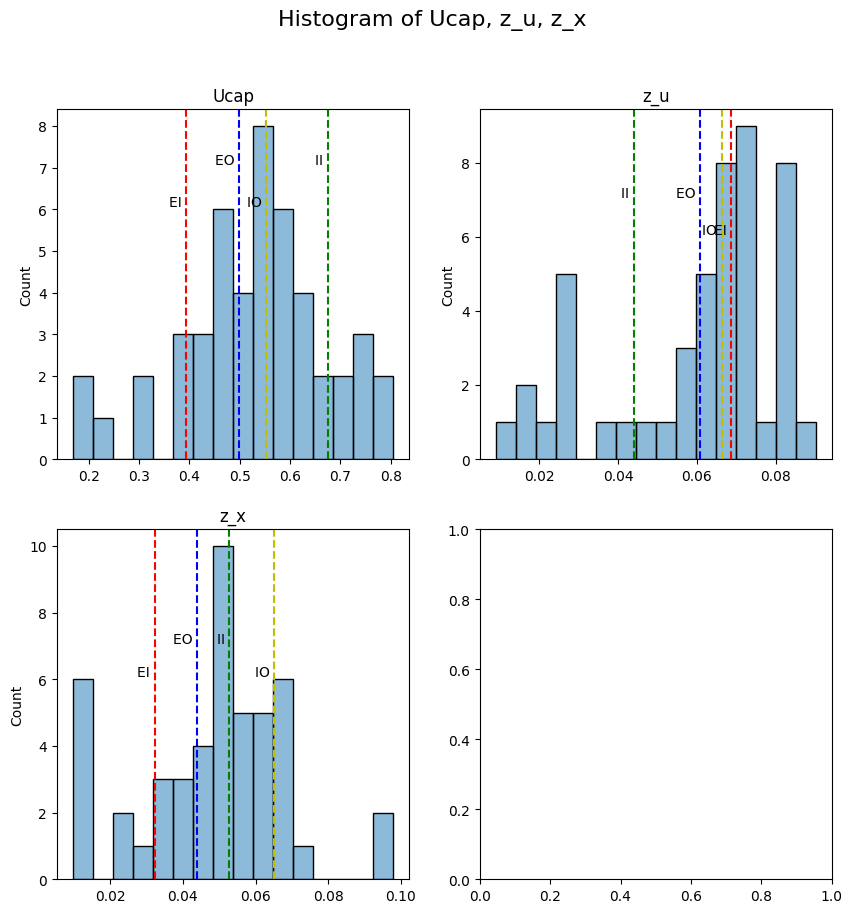 Histogram of Ucap, z_u, z_x
Ucap
Count
8
7
6
5
4
3
2
1
0
EI
EO
IO
II
0.2 0.3 0.4 0.5 0.6 0.7 0.8
z_u
Count
8
6
4
2
0
II
EO
IO
EI
0.02 0.04 0.06 0.08
z_x
Count
10
8
6
4
2
0
EI
EO
II
IO
0.02 0.04 0.06 0.08 0.10
1.0
0.8
0.6
0.4
0.2
0.0
0.0 0.2 0.4 0.6 0.8 1.0